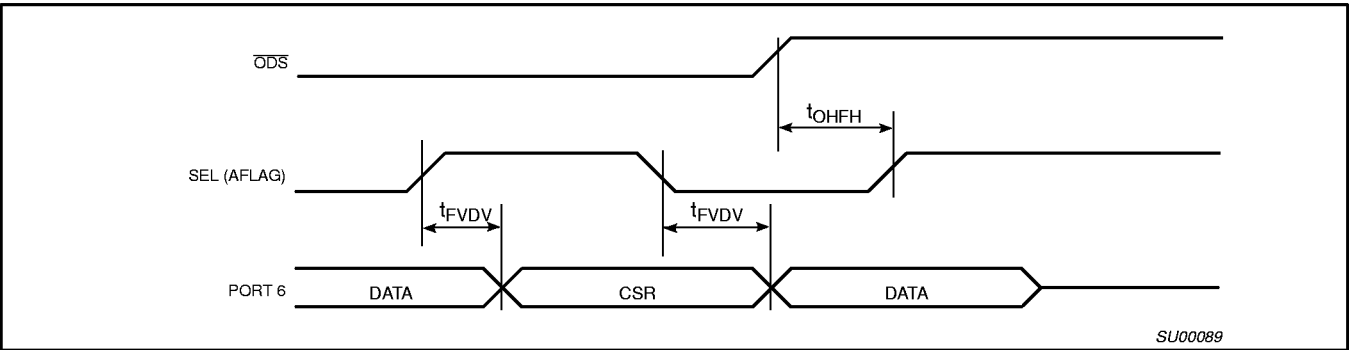 ODS
tOHFH
SEL (AFLAG)
tFVDV tFVDV
PORT 6 DATA CSR DATA
SU00089